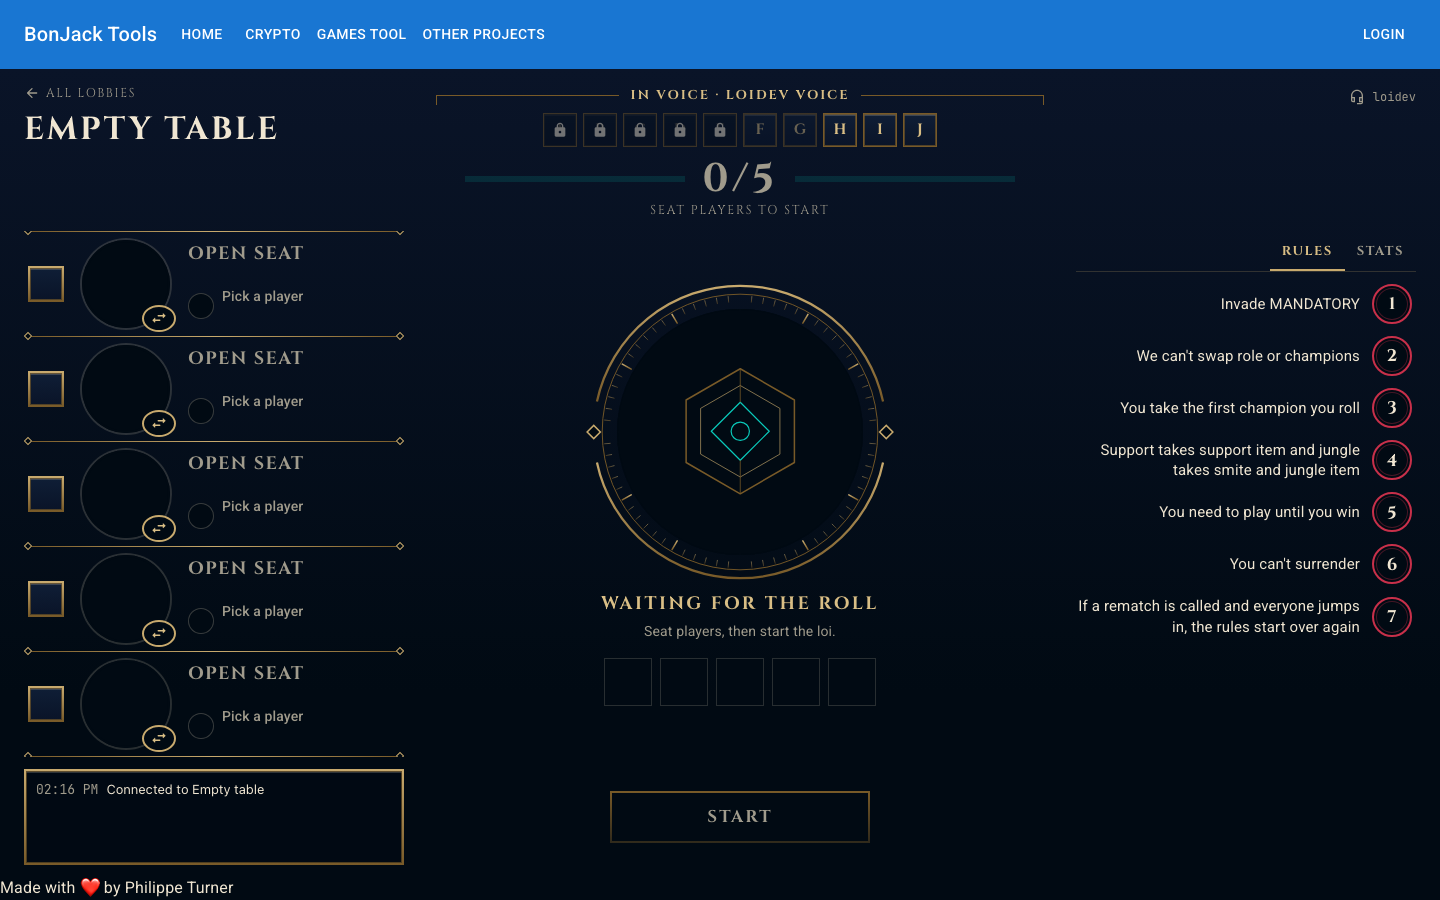 BonJack Tools HOME CRYPTO GAMES TOOL OTHER PROJECTS LOGIN
ALL LOBBIES
EMPTY TABLE
IN VOICE · LOIDEV VOICE
F G H I J
0/5
SEAT PLAYERS TO START
loidev
OPEN SEAT
Pick a player
OPEN SEAT
Pick a player
OPEN SEAT
Pick a player
OPEN SEAT
Pick a player
OPEN SEAT
Pick a player
02:16 PM Connected to Empty table
WAITING FOR THE ROLL
Seat players, then start the loi.
START
RULES STATS
Invade MANDATORY 1
We can't swap role or champions 2
You take the first champion you roll 3
Support takes support item and jungle
takes smite and jungle item 4
You need to play until you win 5
You can't surrender 6
If a rematch is called and everyone jumps
in, the rules start over again 7
Made with ❤️ by Philippe Turner